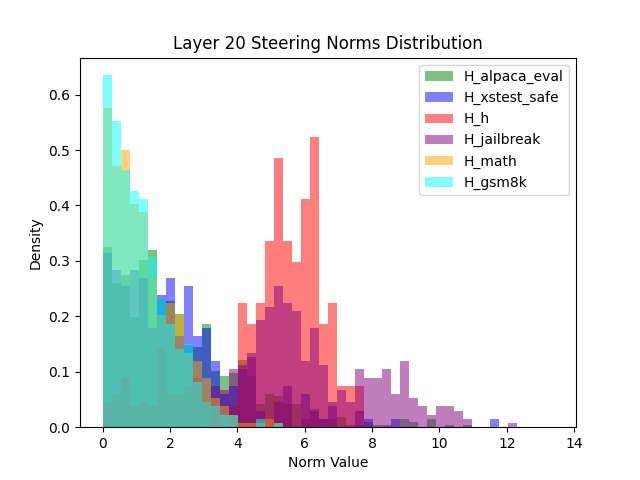 Layer 20 Steering Norms Distribution
H_alpaca_eval
H_xstest_safe
H_h
H_jailbreak
H_math
H_gsm8k
Density
0.6
0.5
0.4
0.3
0.2
0.1
0.0
0 2 4 6 8 10 12 14
Norm Value